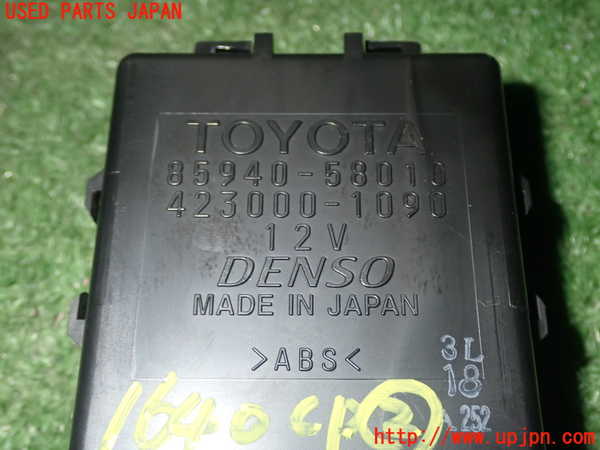 USED PARTS JAPAN
TOYOTA
85940-58010
423000-1090
12V
DENSO
MADE IN JAPAN
>ABS<
3L
18
252
1640
http://www.upjpn.com/